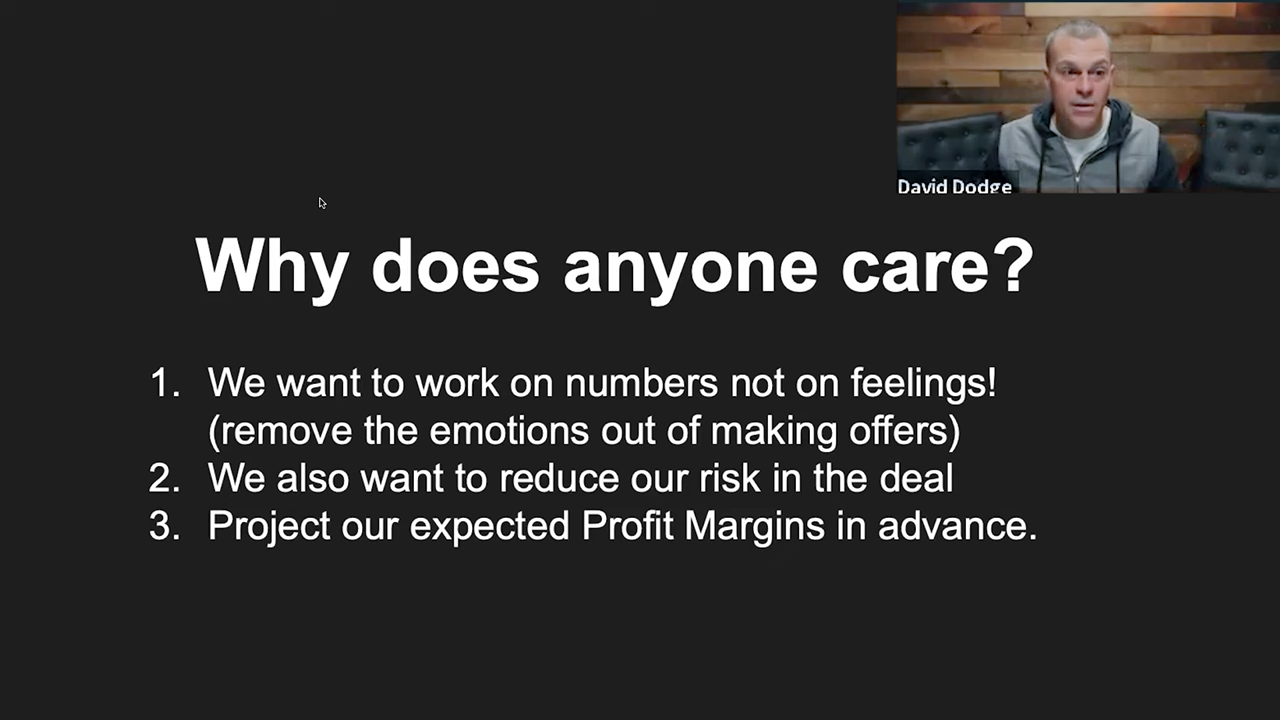 David Dodge
Why does anyone care?
1. We want to work on numbers not on feelings!
(remove the emotions out of making offers)
2. We also want to reduce our risk in the deal
3. Project our expected Profit Margins in advance.